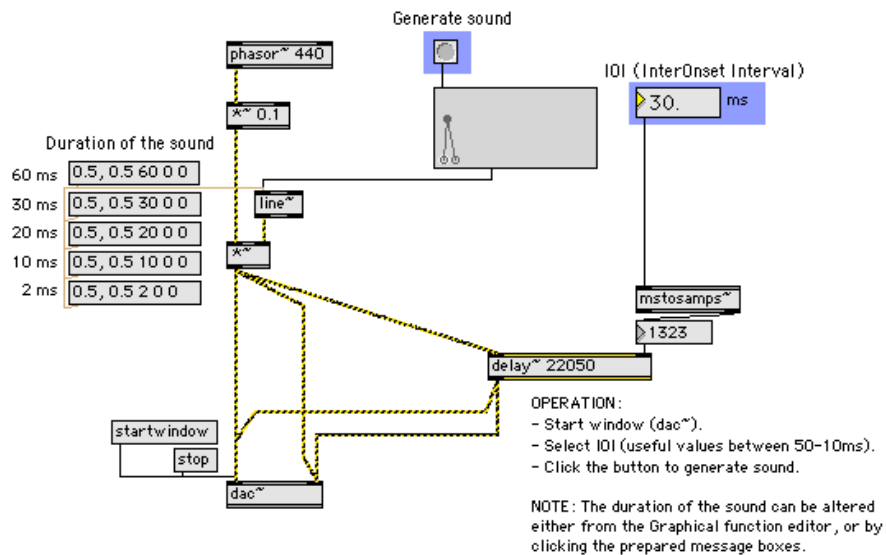 Generate sound
phasor~ 440
IOI (InterOnset Interval)
30. ms
*~ 0.1
Duration of the sound
60 ms 0.5, 0.5 60 0 0
30 ms 0.5, 0.5 30 0 0
line~
20 ms 0.5, 0.5 20 0 0
10 ms 0.5, 0.5 10 0 0
*~
2 ms 0.5, 0.5 2 0 0
mstosamps~
1323
delay~ 22050
OPERATION:
- Start window (dac~).
- Select IOI (useful values between 50-10ms).
- Click the button to generate sound.
startwindow
stop
dac~
NOTE: The duration of the sound can be altered
either from the Graphical function editor, or by
clicking the prepared message boxes.